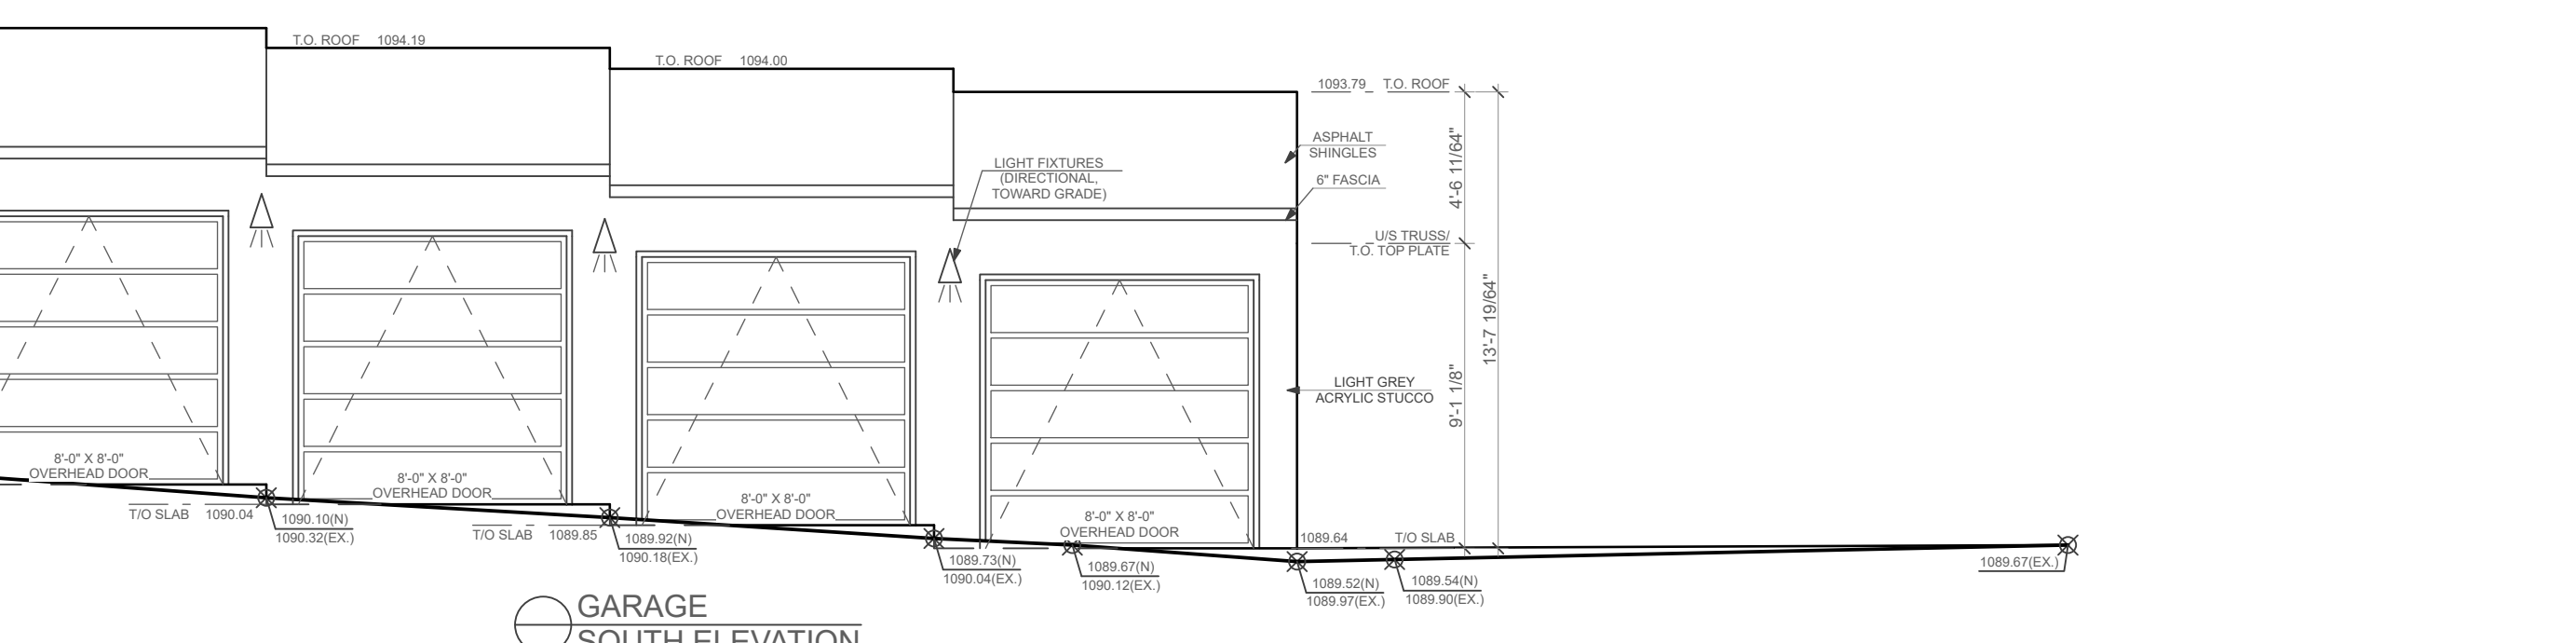 T.O. ROOF 1094.19
T.O. ROOF 1094.00
1093.79 T.O. ROOF
ASPHALT
SHINGLES
6" FASCIA
LIGHT FIXTURES
(DIRECTIONAL,
TOWARD GRADE)
U/S TRUSS/
T.O. TOP PLATE
4'-6 11/64"
13'-7 19/64"
9'-1 1/8"
LIGHT GREY
ACRYLIC STUCCO
8'-0" X 8'-0"
OVERHEAD DOOR
8'-0" X 8'-0"
OVERHEAD DOOR
8'-0" X 8'-0"
OVERHEAD DOOR
8'-0" X 8'-0"
OVERHEAD DOOR
T/O SLAB 1090.04
1090.10(N)
1090.32(EX.)
T/O SLAB 1089.85
1089.92(N)
1090.18(EX.)
1089.73(N)
1090.04(EX.)
1089.67(N)
1090.12(EX.)
1089.64 T/O SLAB
1089.52(N)
1089.97(EX.)
1089.54(N)
1089.90(EX.)
1089.67(EX.)
GARAGE
SOUTH ELEVATION